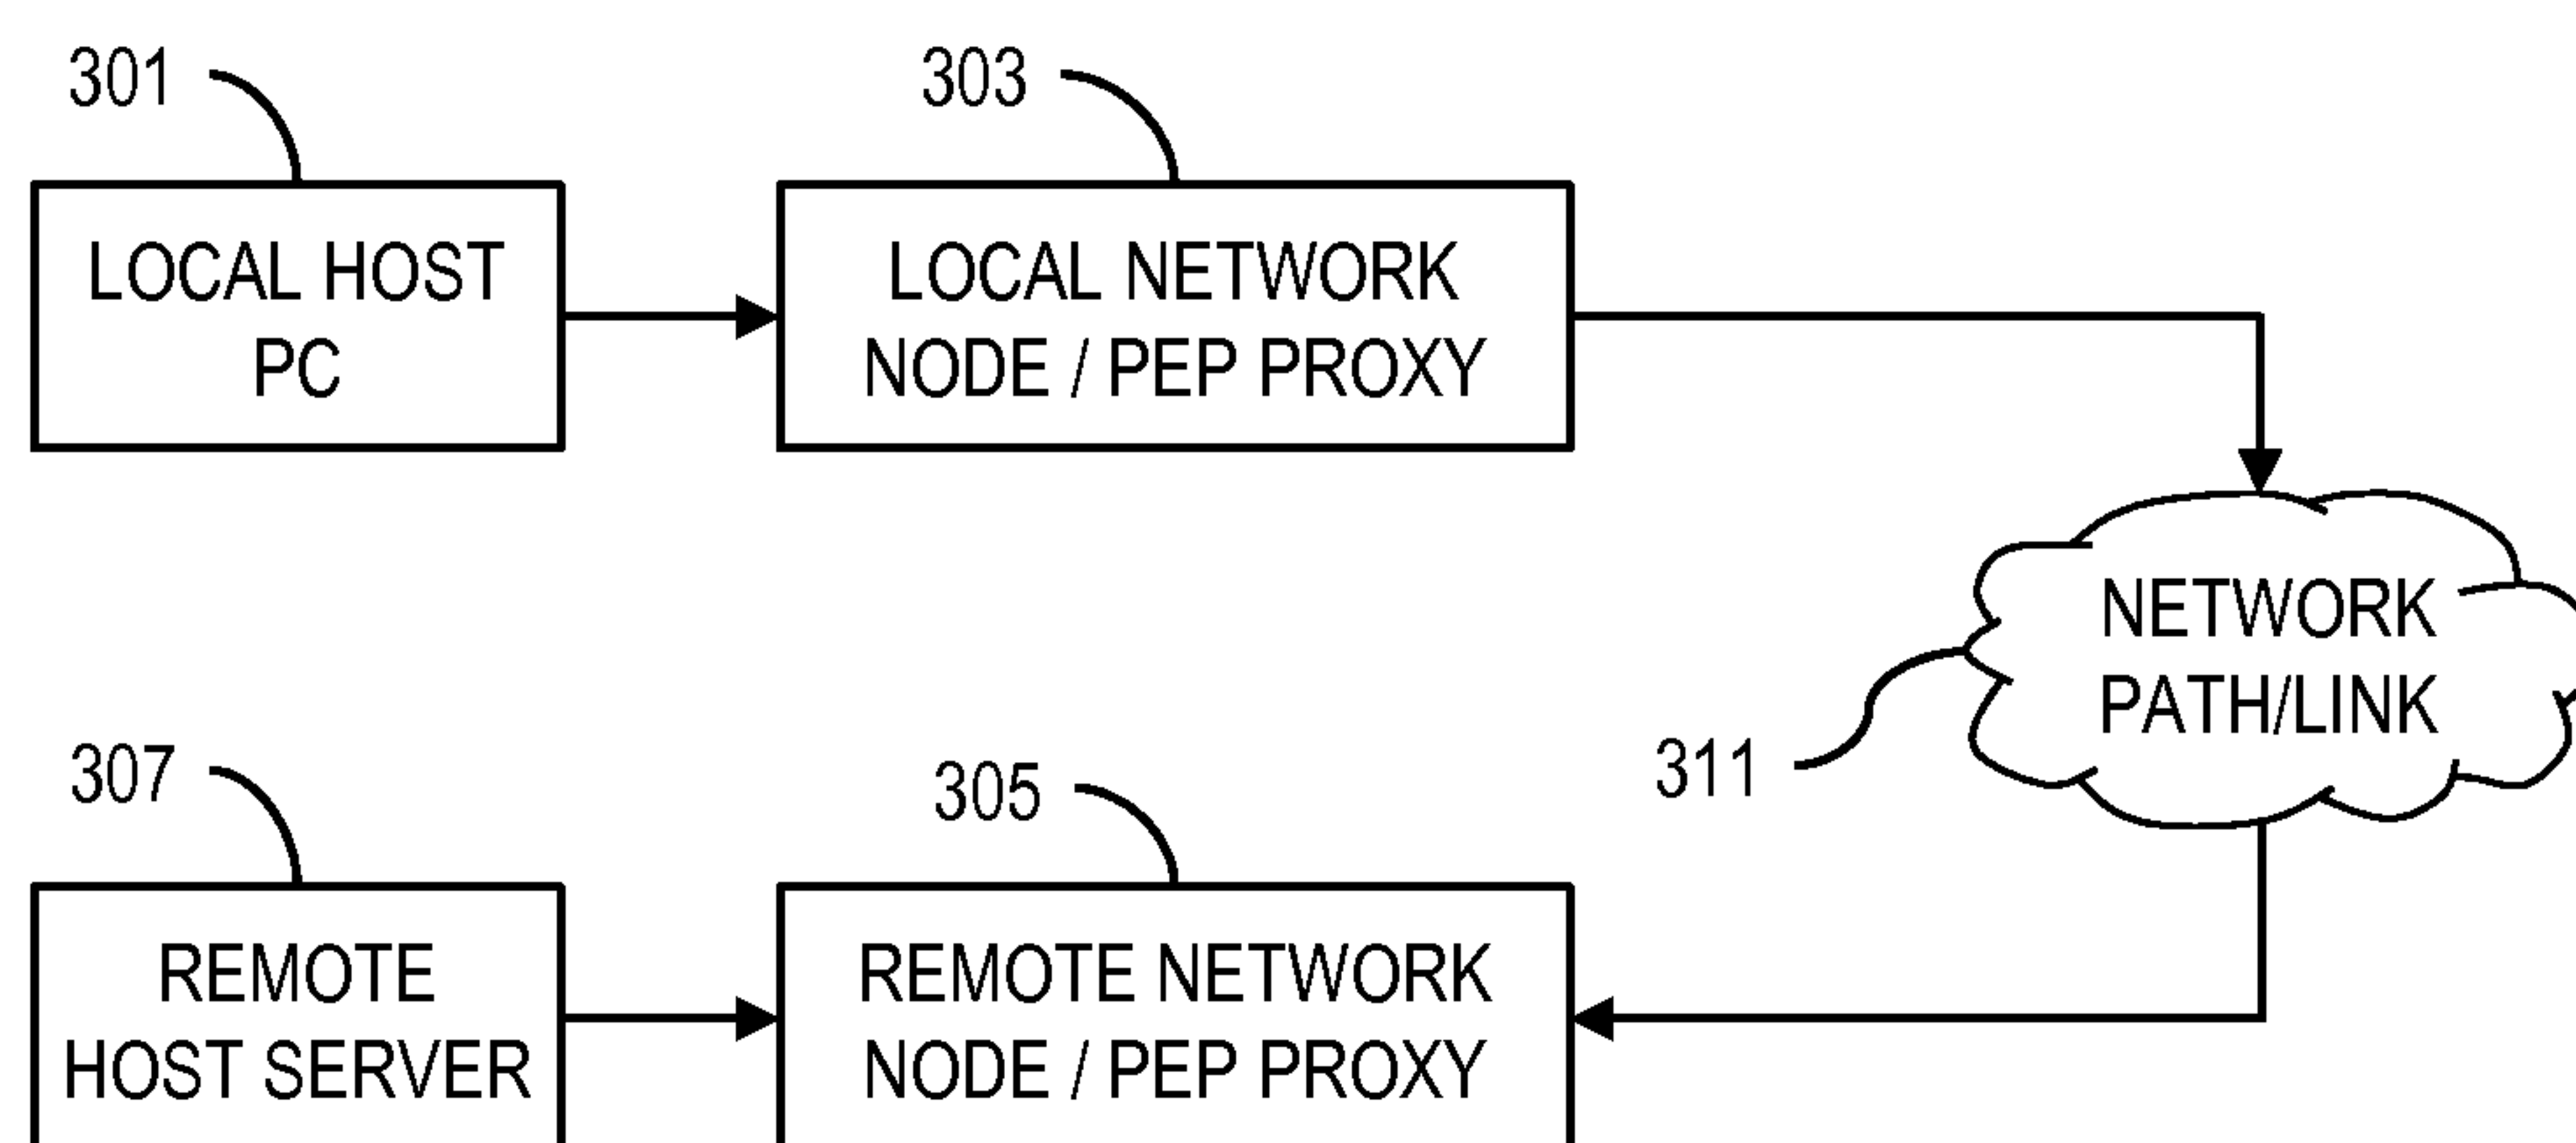 301
303
LOCAL HOST
PC
LOCAL NETWORK
NODE / PEP PROXY
NETWORK
PATH/LINK
311
307
305
REMOTE
HOST SERVER
REMOTE NETWORK
NODE / PEP PROXY